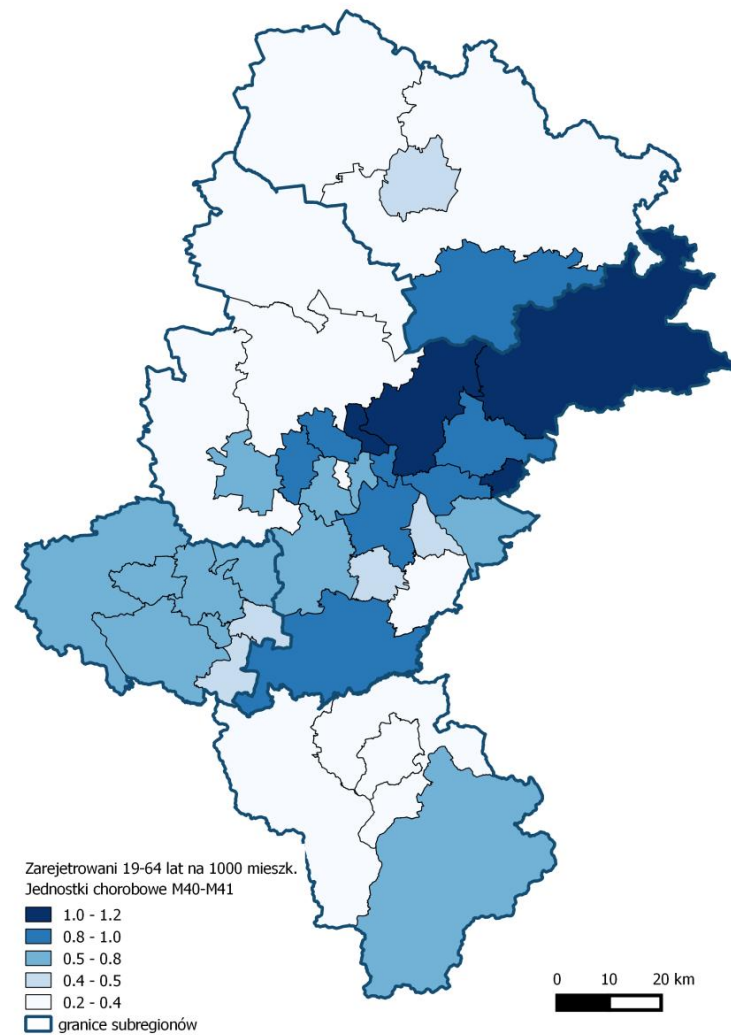 Zarejetrowani 19-64 lat na 1000 mieszk.
Jednostki chorobowe M40-M41
1.0 - 1.2
0.8 - 1.0
0.5 - 0.8
0.4 - 0.5
0.2 - 0.4
granice subregionów
0 10 20 km